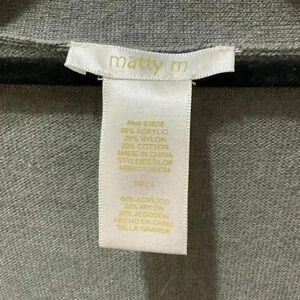 matty m
60% ACRYLIC
20% NYLON
20% COTTON
MADE IN CHINA
60% ACRILICO
20% NYLON
20% ALGODON
HECHO EN CHINA
TALLA GRANDE